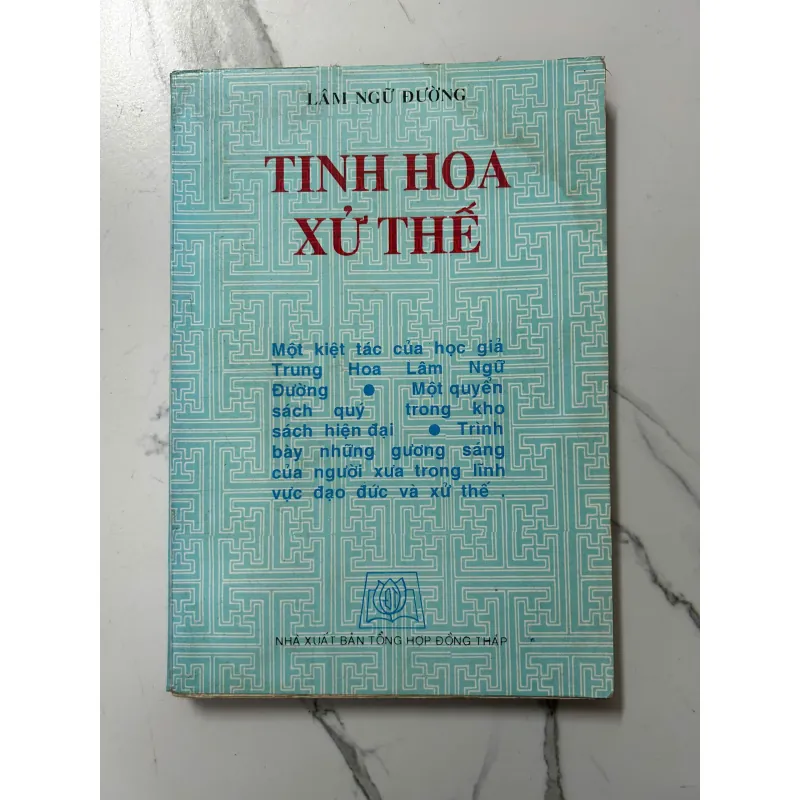 LÂM NGỮ ĐƯỜNG
TINH HOA
XỬ THẾ
Một kiệt tác của học giả
Trung Hoa Lâm Ngữ
Đường ● Một quyển
sách quý trong kho
sách hiện đại ● Trình
bày những gương sáng
của người xưa trong lĩnh
vực đạo đức và xử thế .
NHÀ XUẤT BẢN TỔNG HỢP ĐỒNG THÁP